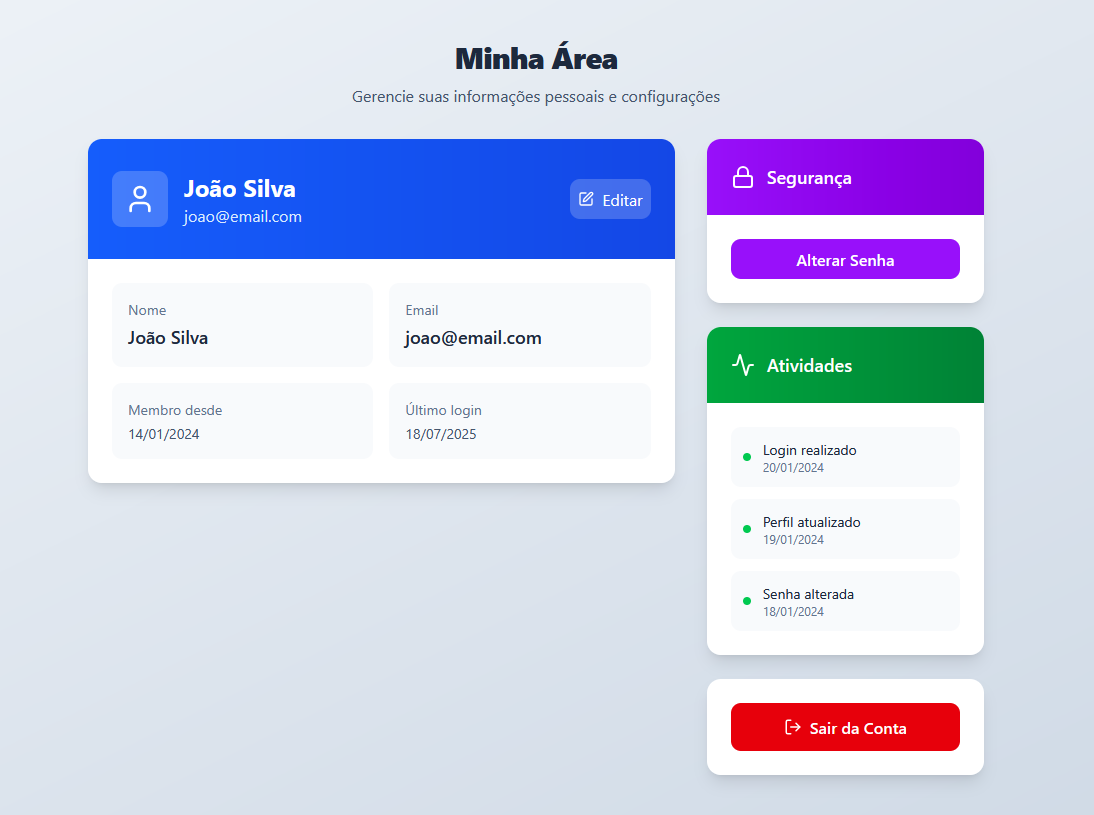 Minha Área
Gerencie suas informações pessoais e configurações
João Silva
joao@email.com
Editar
Nome
João Silva
Email
joao@email.com
Membro desde
14/01/2024
Último login
18/07/2025
Segurança
Alterar Senha
Atividades
Login realizado
20/01/2024
Perfil atualizado
19/01/2024
Senha alterada
18/01/2024
Sair da Conta